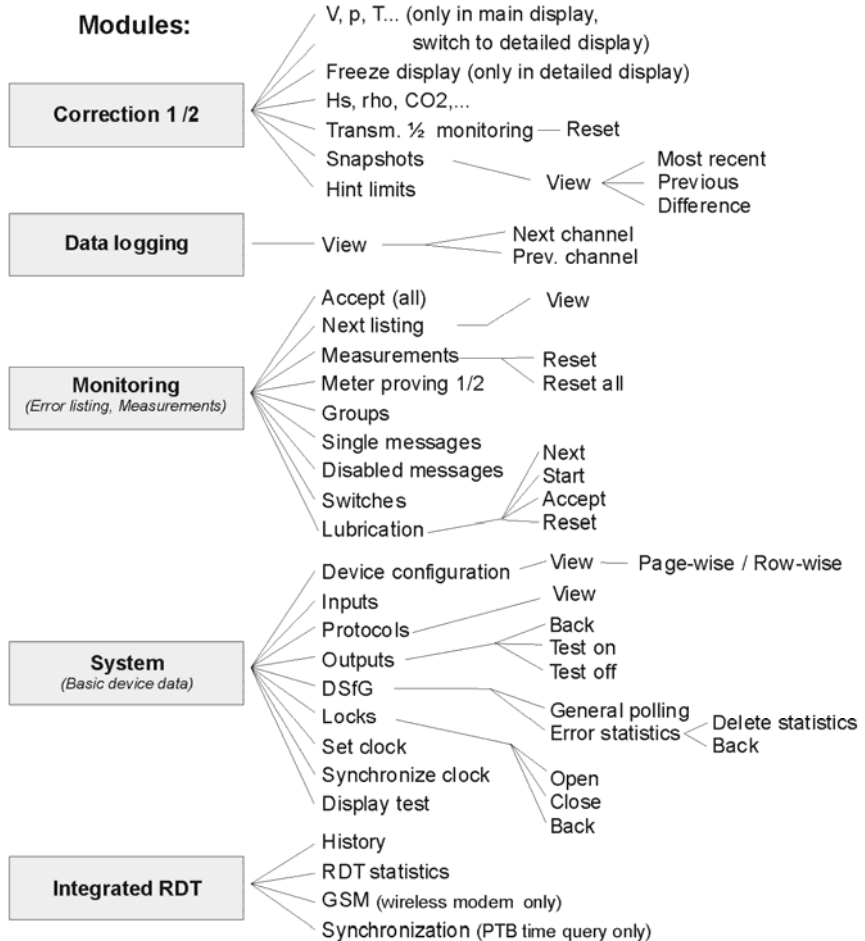 Modules:
Correction 1 /2
V, p, T... (only in main display,
switch to detailed display)
Freeze display (only in detailed display)
Hs, rho, CO2,...
Transm. ½ monitoring
Reset
Snapshots
View
Most recent
Previous
Difference
Hint limits
Data logging
View
Next channel
Prev. channel
Monitoring
(Error listing, Measurements)
Accept (all)
Next listing
View
Measurements
Reset
Reset all
Meter proving 1/2
Groups
Single messages
Disabled messages
Switches
Lubrication
Next
Start
Accept
Reset
System
(Basic device data)
Device configuration
View
Page-wise / Row-wise
Inputs
Protocols
View
Outputs
Back
Test on
Test off
DSfG
General polling
Error statistics
Delete statistics
Back
Locks
Open
Close
Back
Set clock
Synchronize clock
Display test
Integrated RDT
History
RDT statistics
GSM (wireless modem only)
Synchronization (PTB time query only)